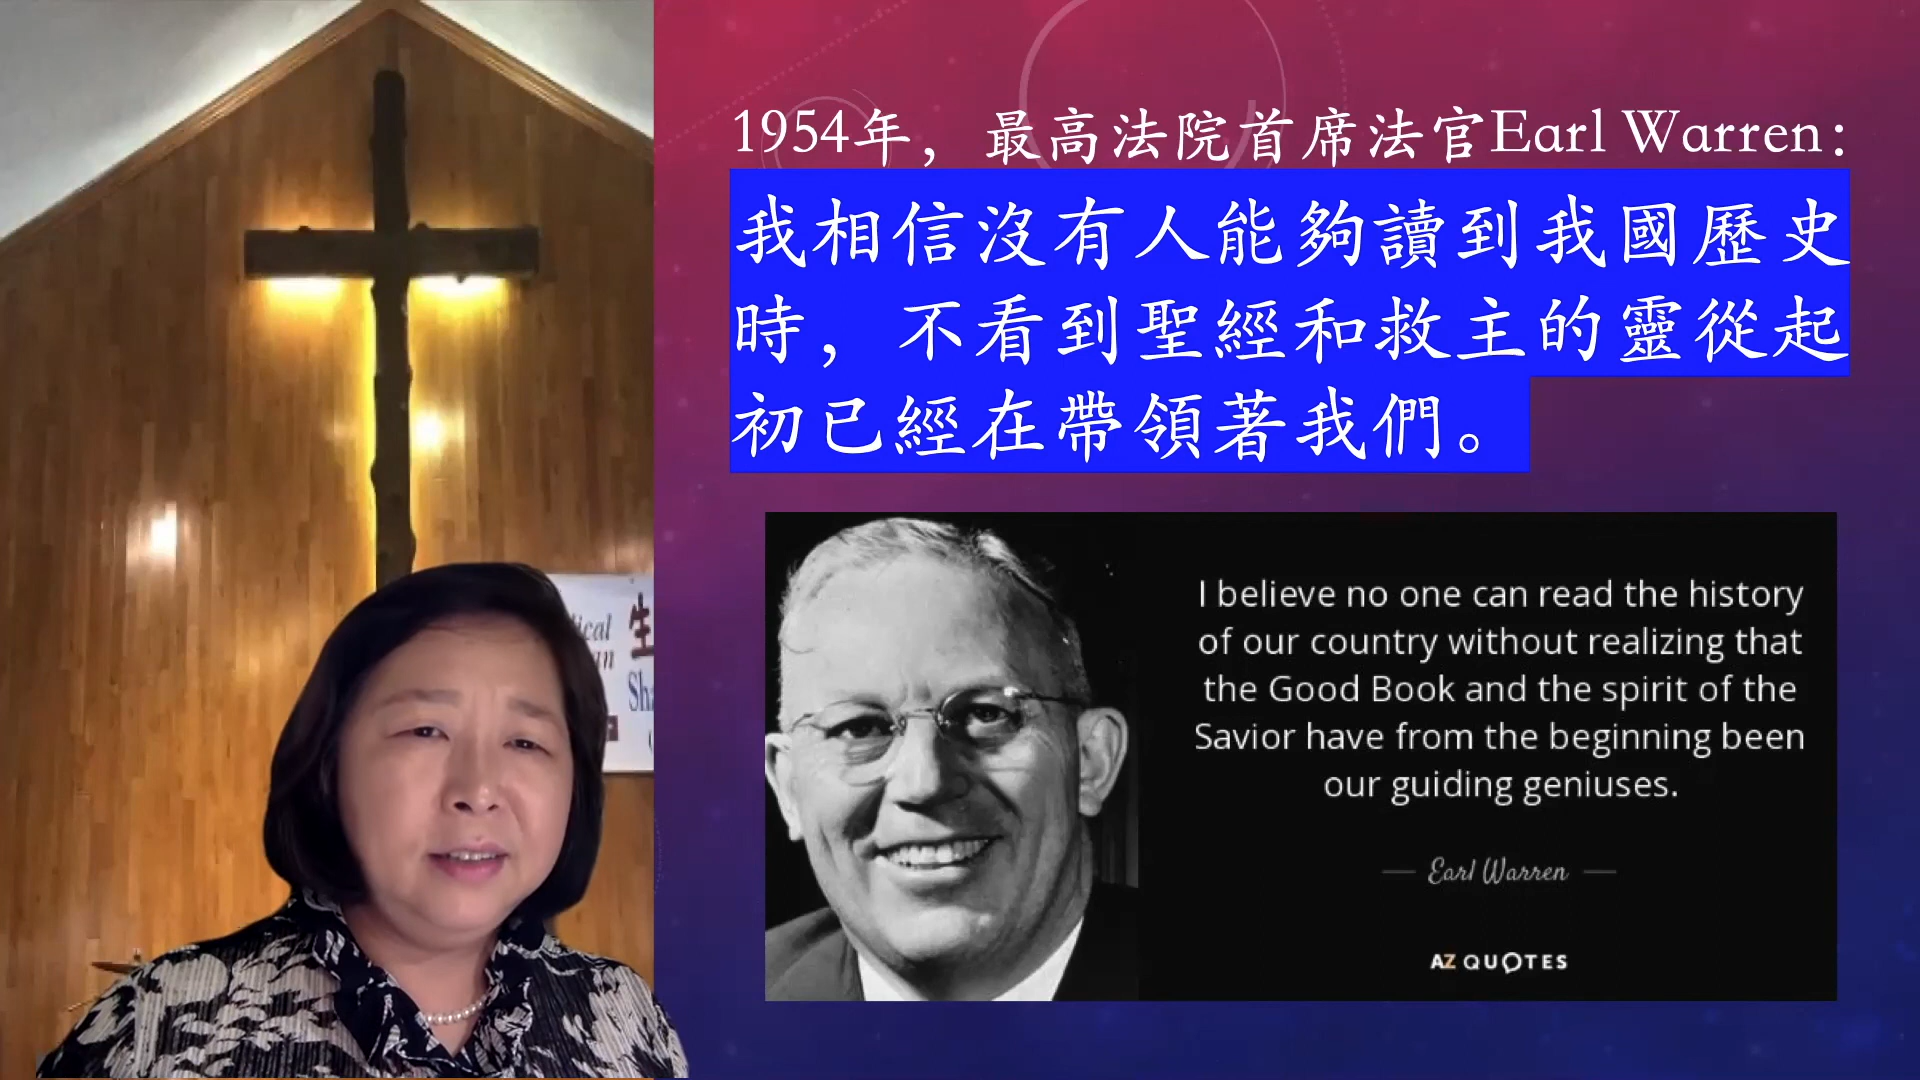 1954年，最高法院首席法官Earl Warren：
我相信沒有人能夠讀到我國歷史
時，不看到聖經和救主的靈從起
初已經在帶領著我們。
I believe no one can read the history
of our country without realizing that
the Good Book and the spirit of the
Savior have from the beginning been
our guiding geniuses.
Earl Warren
AZ QUOTES
生